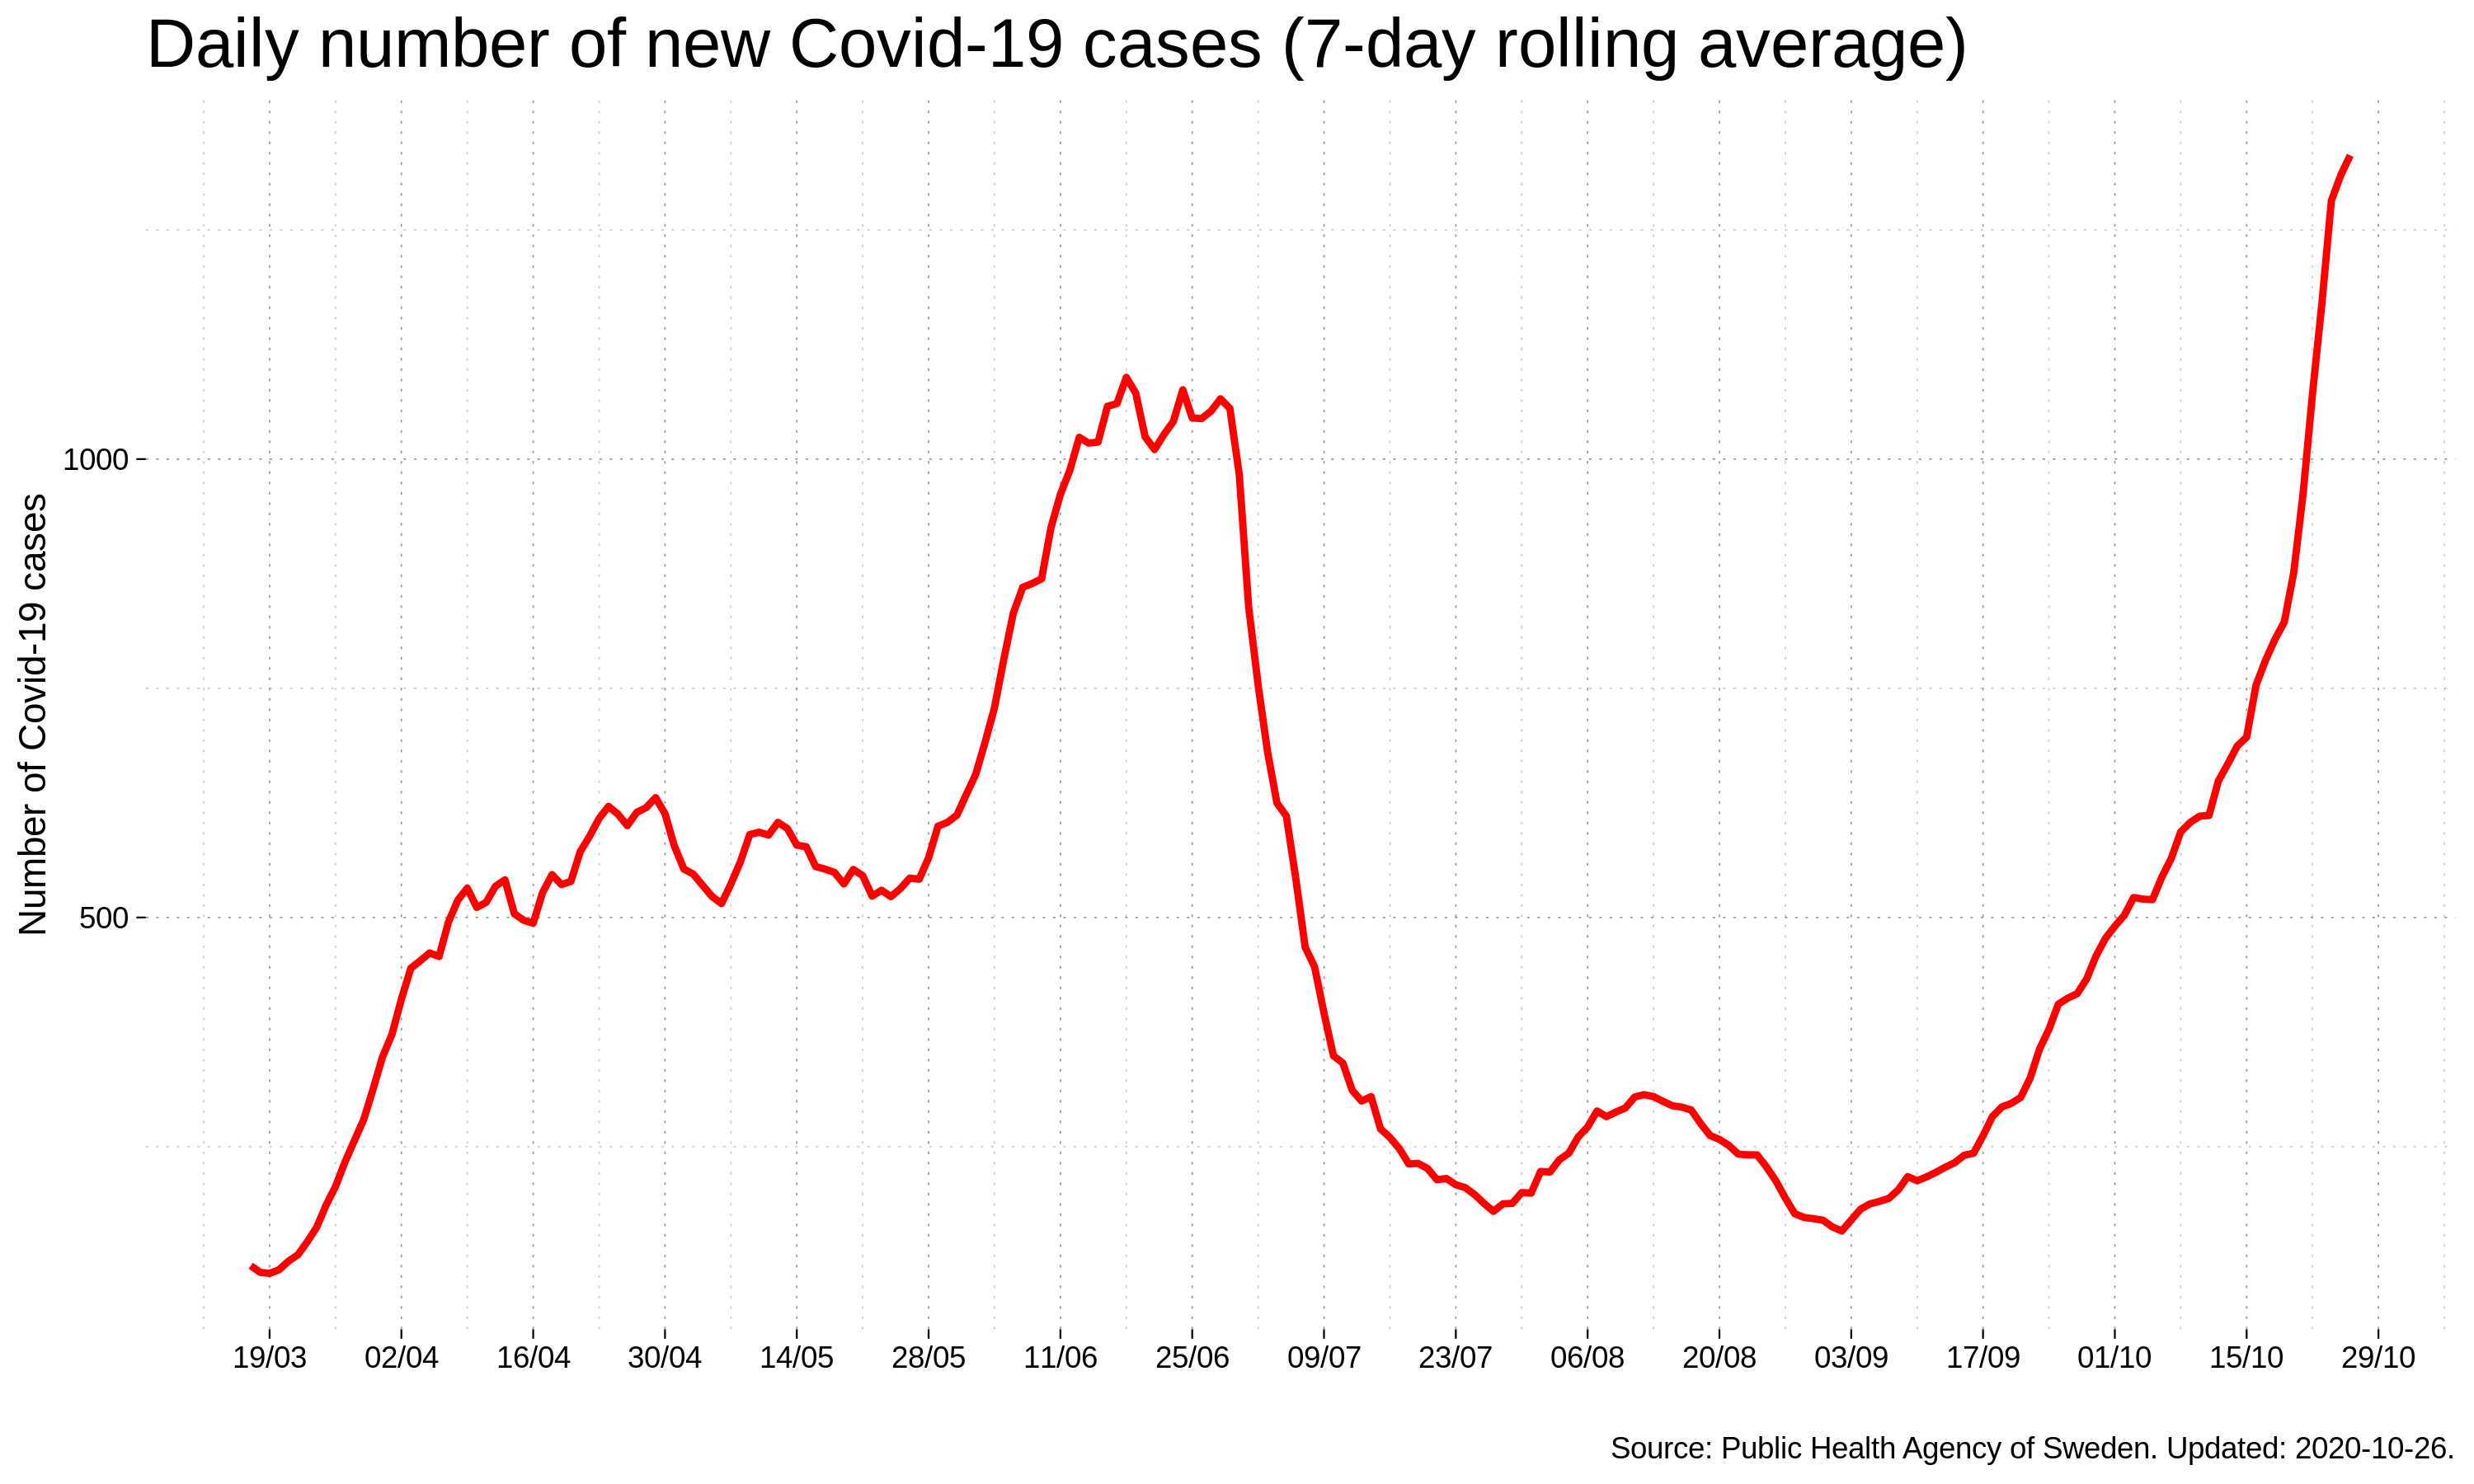 Daily number of new Covid-19 cases (7-day rolling average)
Number of Covid-19 cases
1000
500
19/03 02/04 16/04 30/04 14/05 28/05 11/06 25/06 09/07 23/07 06/08 20/08 03/09 17/09 01/10 15/10 29/10
Source: Public Health Agency of Sweden. Updated: 2020-10-26.